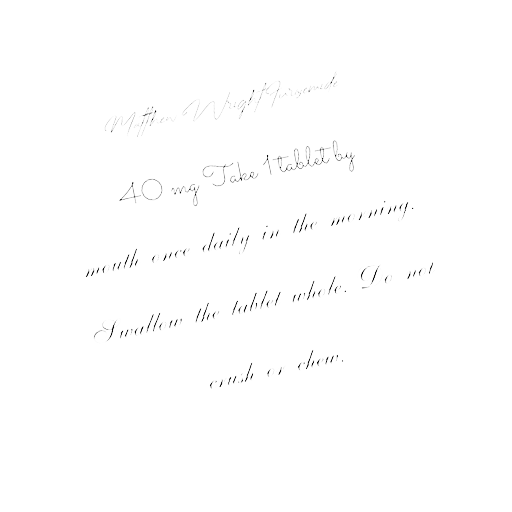 Matthew Wright Furosemide
40 mg Take 1 tablet by
mouth once daily in the morning.
Swallow the tablet whole. Do not
crush or chew.